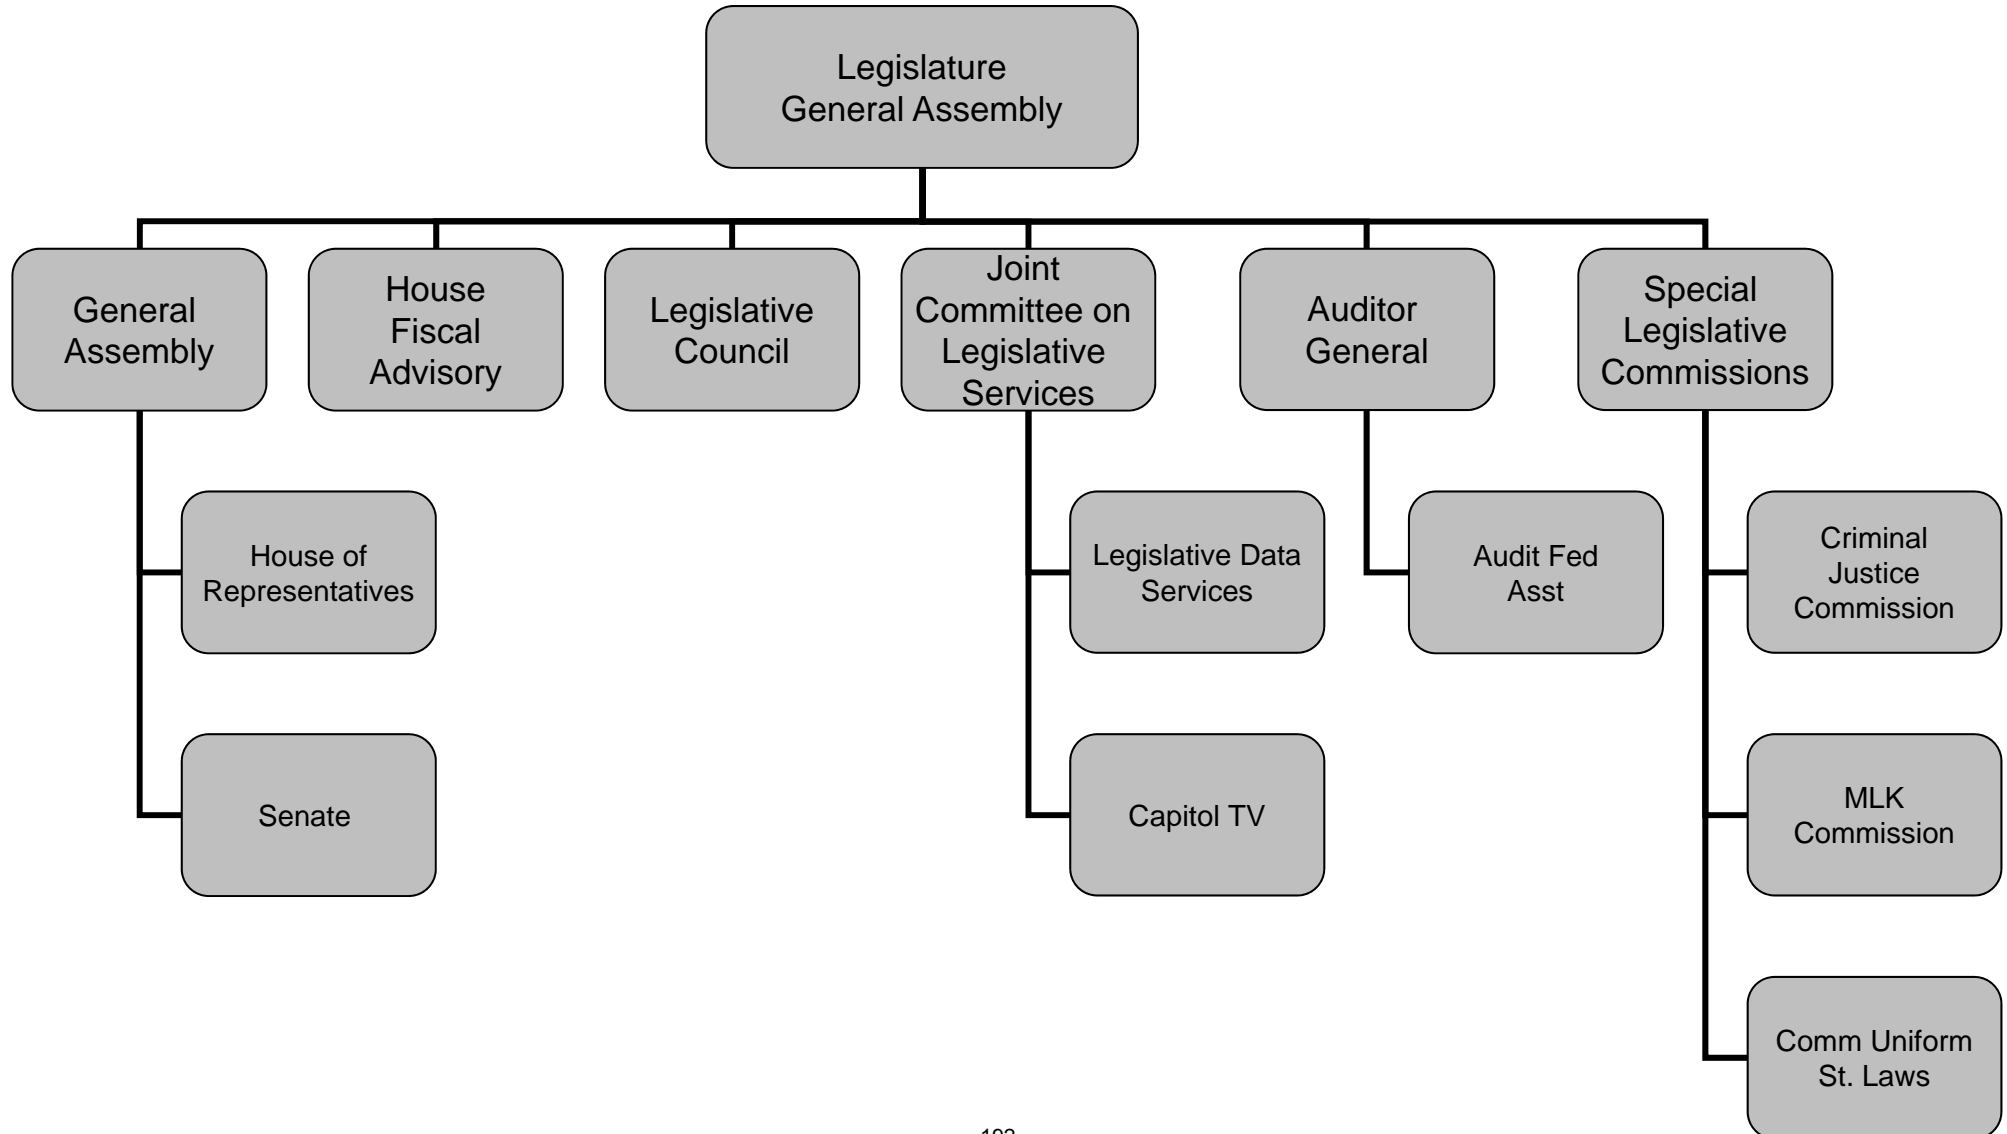 Legislature
General Assembly
General
Assembly
House
Fiscal
Advisory
Legislative
Council
Joint
Committee on
Legislative
Services
Auditor
General
Special
Legislative
Commissions
House of
Representatives
Legislative Data
Services
Audit Fed
Asst
Criminal
Justice
Commission
Senate
Capitol TV
MLK
Commission
Comm Uniform
St. Laws